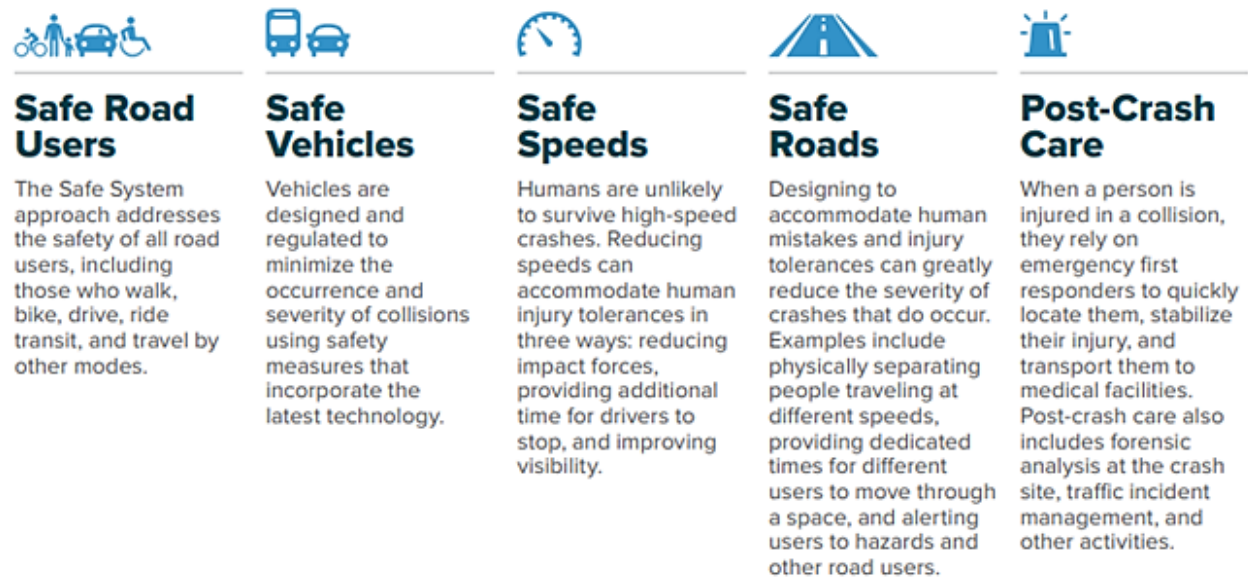 Safe Road
Users
The Safe System
approach addresses
the safety of all road
users, including
those who walk,
bike, drive, ride
transit, and travel by
other modes.
Safe
Vehicles
Vehicles are
designed and
regulated to
minimize the
occurrence and
severity of collisions
using safety
measures that
incorporate the
latest technology.
Safe
Speeds
Humans are unlikely
to survive high-speed
crashes. Reducing
speeds can
accommodate human
injury tolerances in
three ways: reducing
impact forces,
providing additional
time for drivers to
stop, and improving
visibility.
Safe
Roads
Designing to
accommodate human
mistakes and injury
tolerances can greatly
reduce the severity of
crashes that do occur.
Examples include
physically separating
people traveling at
different speeds,
providing dedicated
times for different
users to move through
a space, and alerting
users to hazards and
other road users.
Post-Crash
Care
When a person is
injured in a collision,
they rely on
emergency first
responders to quickly
locate them, stabilize
their injury, and
transport them to
medical facilities.
Post-crash care also
includes forensic
analysis at the crash
site, traffic incident
management, and
other activities.